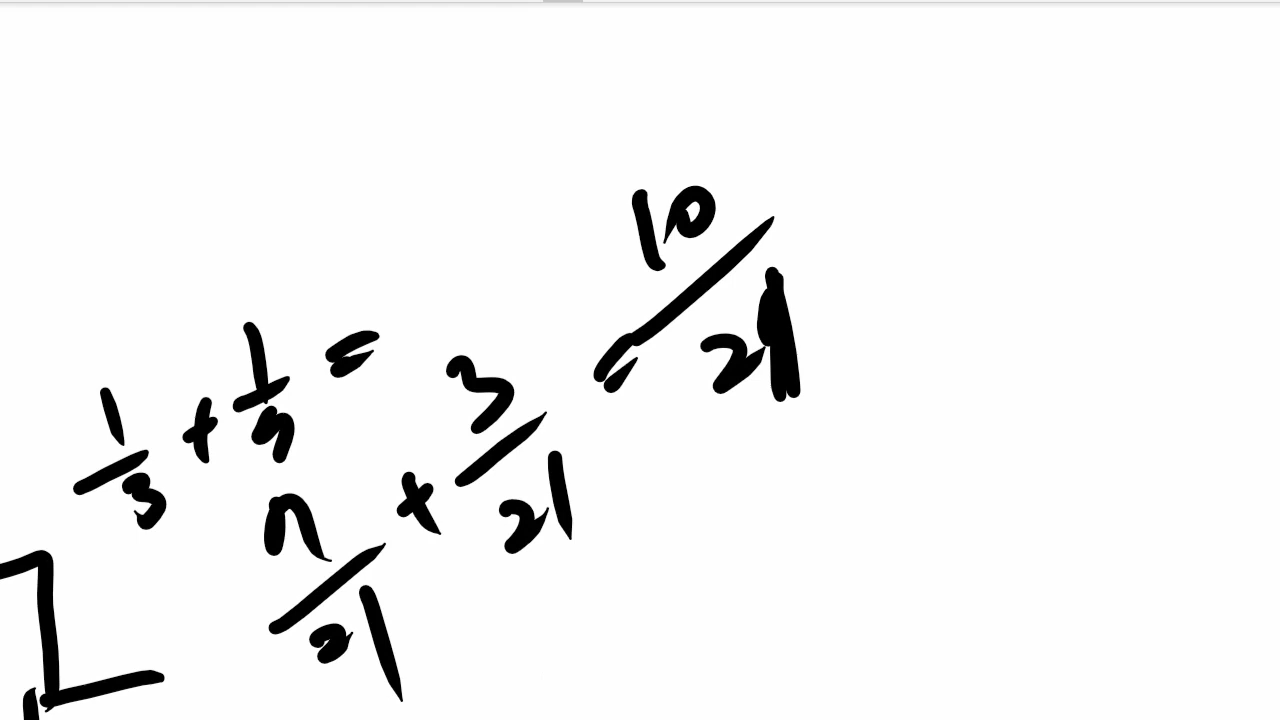 1/3 + 1/7 =
7/21 + 3/21 = 10/21